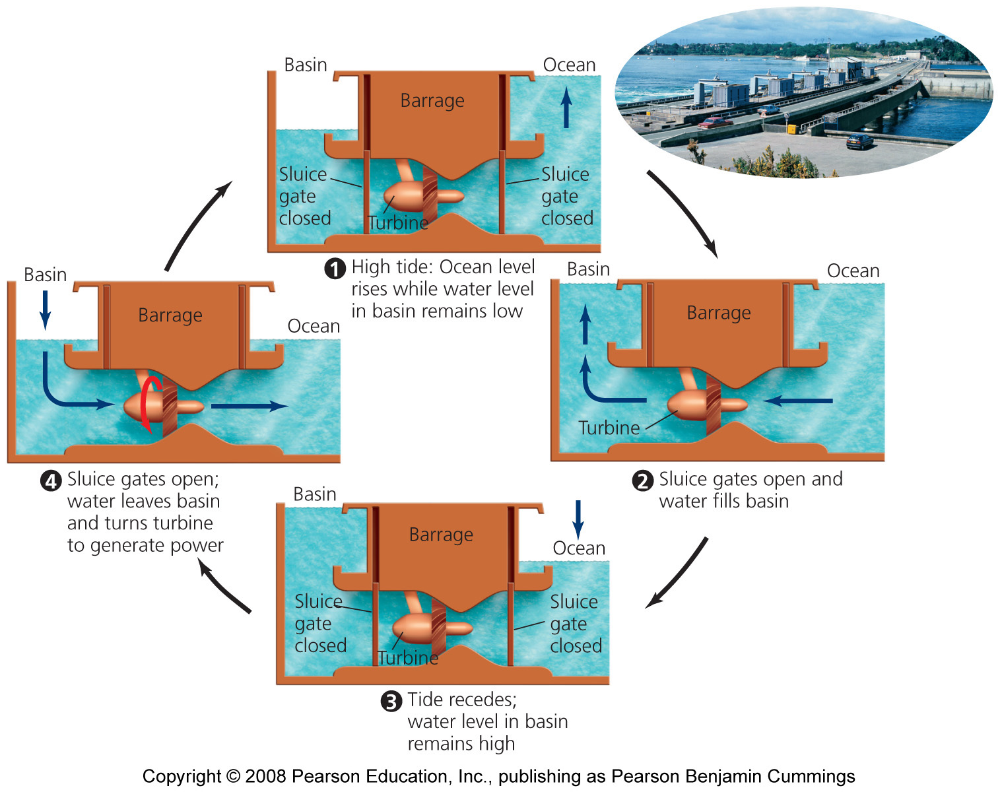 Basin
Ocean
Barrage
Sluice
gate
closed
Turbine
Sluice
gate
closed
1 High tide: Ocean level
rises while water level
in basin remains low
Basin
Ocean
Barrage
Turbine
2 Sluice gates open and
water fills basin
Basin
Barrage
Ocean
Sluice
gate
closed
Turbine
Sluice
gate
closed
3 Tide recedes;
water level in basin
remains high
Basin
Barrage
Ocean
4 Sluice gates open;
water leaves basin
and turns turbine
to generate power
Copyright © 2008 Pearson Education, Inc., publishing as Pearson Benjamin Cummings